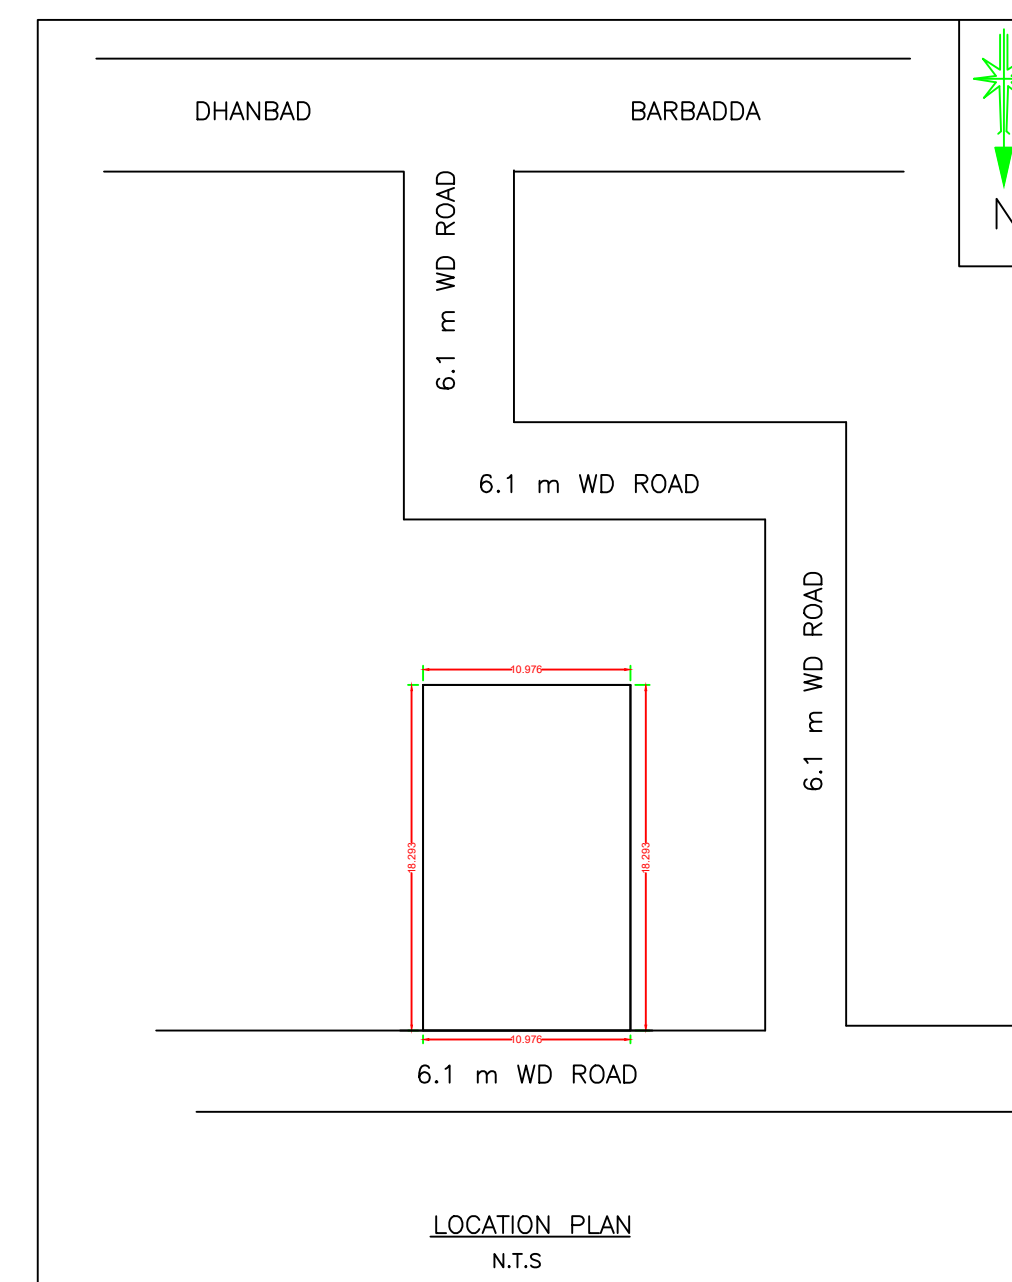 DHANBAD
BARBADDA
N
6.1 m WD ROAD
6.1 m WD ROAD
6.1 m WD ROAD
10.976
18.293
18.293
10.976
6.1 m WD ROAD
LOCATION PLAN
N.T.S